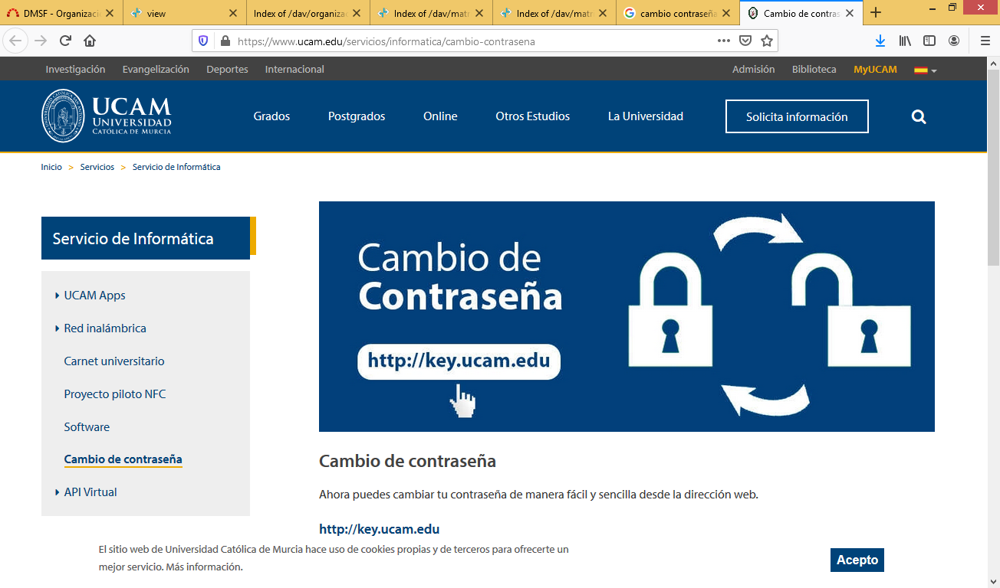 DMSF - Organizaci
view
Index of /dav/organiza
Index of /dav/matr
Index of /dav/matr
cambio contraseña
Cambio de contras
https://www.ucam.edu/servicios/informatica/cambio-contrasena
Investigación Evangelización Deportes Internacional Admisión Biblioteca MyUCAM
UCAM
UNIVERSIDAD
CATÓLICA DE MURCIA
Grados Postgrados Online Otros Estudios La Universidad Solicita información
Inicio > Servicios > Servicio de Informática
Servicio de Informática
UCAM Apps
Red inalámbrica
Carnet universitario
Proyecto piloto NFC
Software
Cambio de contraseña
API Virtual
Cambio de
Contraseña
http://key.ucam.edu
Cambio de contraseña
Ahora puedes cambiar tu contraseña de manera fácil y sencilla desde la dirección web.
http://key.ucam.edu
El sitio web de Universidad Católica de Murcia hace uso de cookies propias y de terceros para ofrecerte un
mejor servicio. Más información.
Acepto